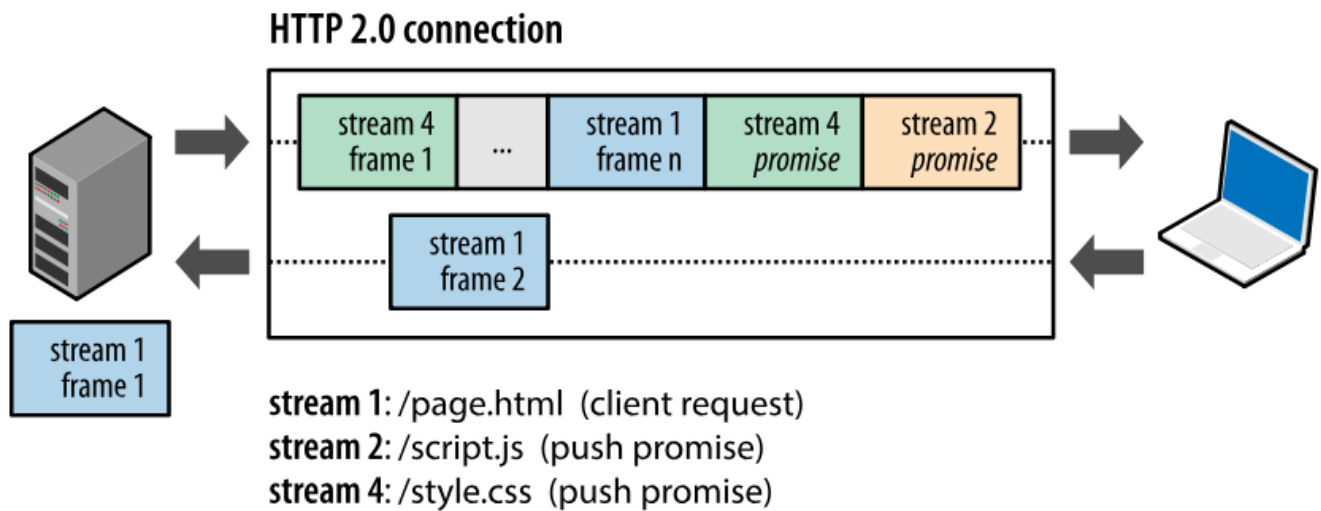 HTTP 2.0 connection
stream 4
frame 1
...
stream 1
frame n
stream 4
promise
stream 2
promise
stream 1
frame 2
stream 1
frame 1
stream 1: /page.html (client request)
stream 2: /script.js (push promise)
stream 4: /style.css (push promise)